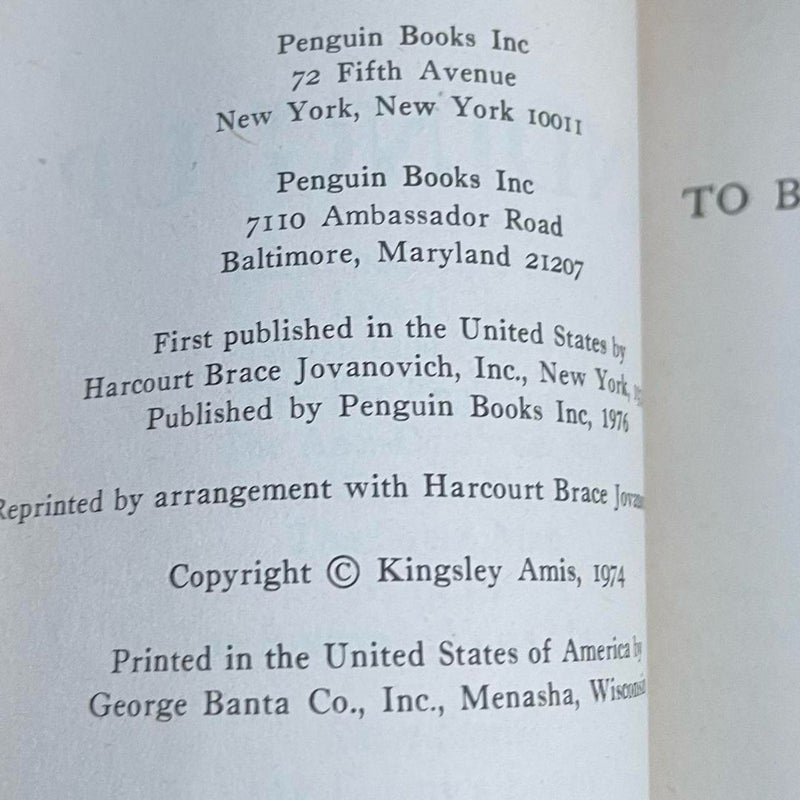 Penguin Books Inc
72 Fifth Avenue
New York, New York 10011
Penguin Books Inc
7110 Ambassador Road
Baltimore, Maryland 21207
First published in the United States by
Harcourt Brace Jovanovich, Inc., New York,
Published by Penguin Books Inc, 1976
Reprinted by arrangement with Harcourt Brace
Copyright © Kingsley Amis, 1974
Printed in the United States of America by
George Banta Co., Inc., Menasha, Wisconsin
TO B